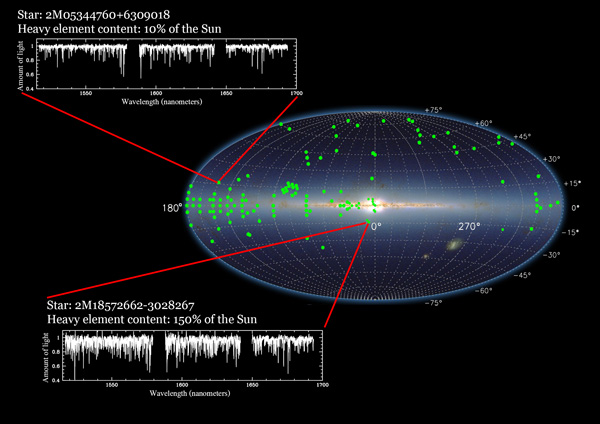 Star: 2M05344760+6309018
Heavy element content: 10% of the Sun
Amount of light
1.0
0.8
0.6
0.4
1550 1600 1650 1700
Wavelength (nanometers)
+75°
+60°
+45°
+30°
+15°
180° 0° 270° 0°
-15°
-30°
-45°
-60°
-75°
Star: 2M18572662-3028267
Heavy element content: 150% of the Sun
Amount of light
1.0
0.8
0.6
0.4
1550 1600 1650 1700
Wavelength (nanometers)